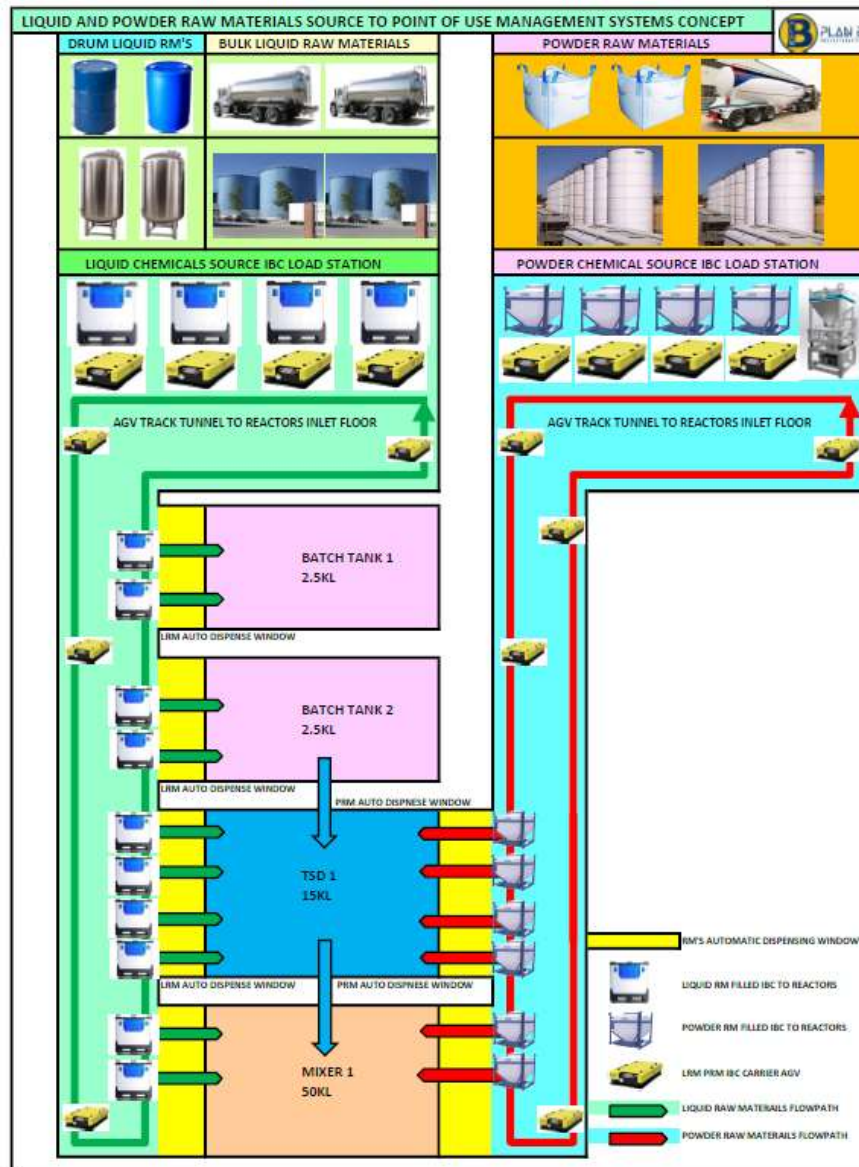 LIQUID AND POWDER RAW MATERIALS SOURCE TO POINT OF USE MANAGEMENT SYSTEMS CONCEPT
B PLAN
DRUM LIQUID RM'S
BULK LIQUID RAW MATERIALS
POWDER RAW MATERIALS
LIQUID CHEMICALS SOURCE IBC LOAD STATION
POWDER CHEMICAL SOURCE IBC LOAD STATION
AGV TRACK TUNNEL TO REACTORS INLET FLOOR
AGV TRACK TUNNEL TO REACTORS INLET FLOOR
BATCH TANK 1
2.5KL
LRM AUTO DISPENSE WINDOW
BATCH TANK 2
2.5KL
LRM AUTO DISPENSE WINDOW
PRM AUTO DISPNESE WINDOW
TSD 1
15KL
LRM AUTO DISPENSE WINDOW
PRM AUTO DISPNESE WINDOW
MIXER 1
50KL
RM'S AUTOMATIC DISPENSING WINDOW
LIQUID RM FILLED IBC TO REACTORS
POWDER RM FILLED IBC TO REACTORS
LRM PRM IBC CARRIER AGV
LIQUID RAW MATERAILS FLOWPATH
POWDER RAW MATERAILS FLOWPATH